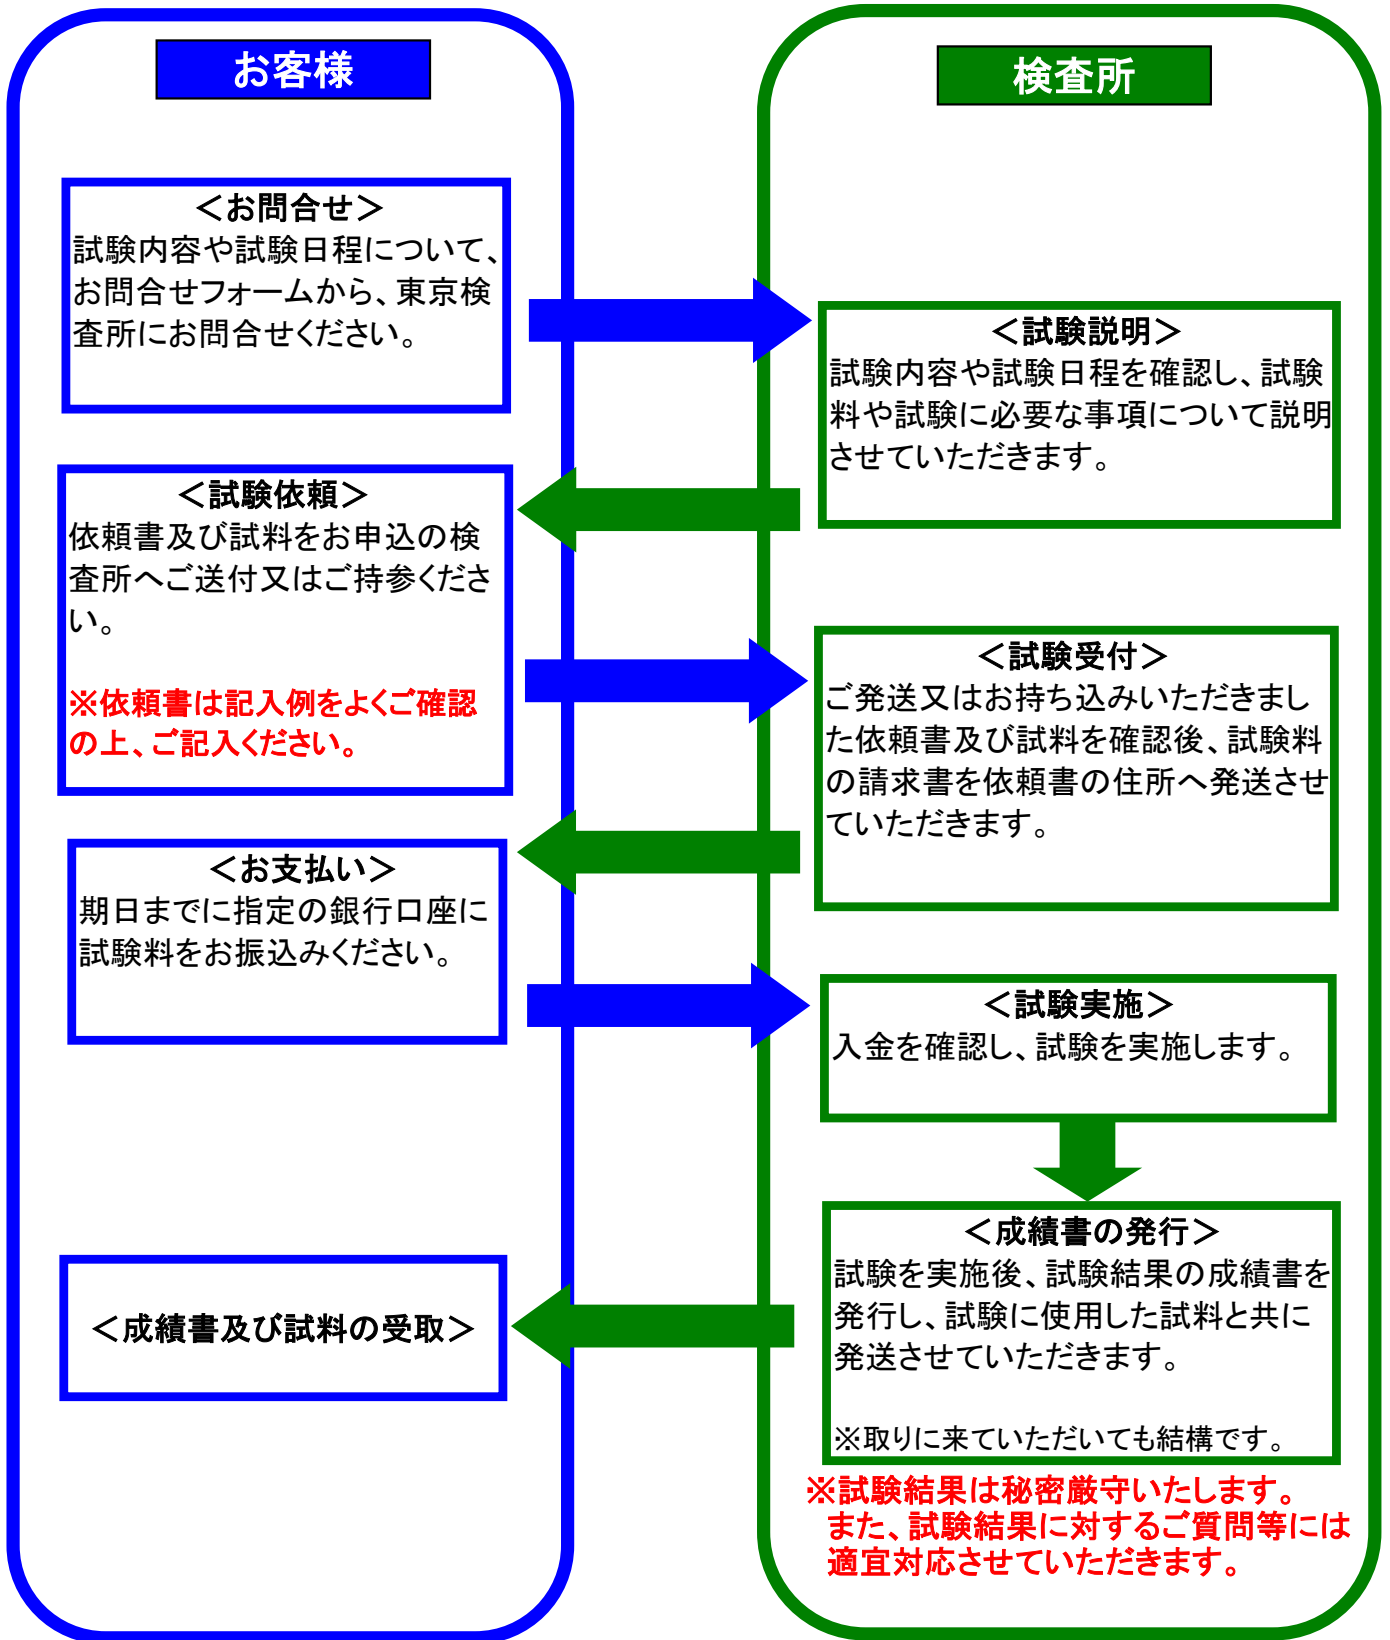 お客様
検査所
＜お問合せ＞
試験内容や試験日程について、
お問合せフォームから、東京検
査所にお問合せください。
＜試験説明＞
試験内容や試験日程を確認し、試験
料や試験に必要な事項について説明
させていただきます。
＜試験依頼＞
依頼書及び試料をお申込の検
査所へご送付又はご持参くださ
い。
※依頼書は記入例をよくご確認
の上、ご記入ください。
＜試験受付＞
ご発送又はお持ち込みいただきまし
た依頼書及び試料を確認後、試験料
の請求書を依頼書の住所へ発送させ
ていただきます。
＜お支払い＞
期日までに指定の銀行口座に
試験料をお振込みください。
＜試験実施＞
入金を確認し、試験を実施します。
＜成績書の発行＞
試験を実施後、試験結果の成績書を
発行し、試験に使用した試料と共に
発送させていただきます。
※取りに来ていただいても結構です。
＜成績書及び試料の受取＞
※試験結果は秘密厳守いたします。
また、試験結果に対するご質問等には
適宜対応させていただきます。